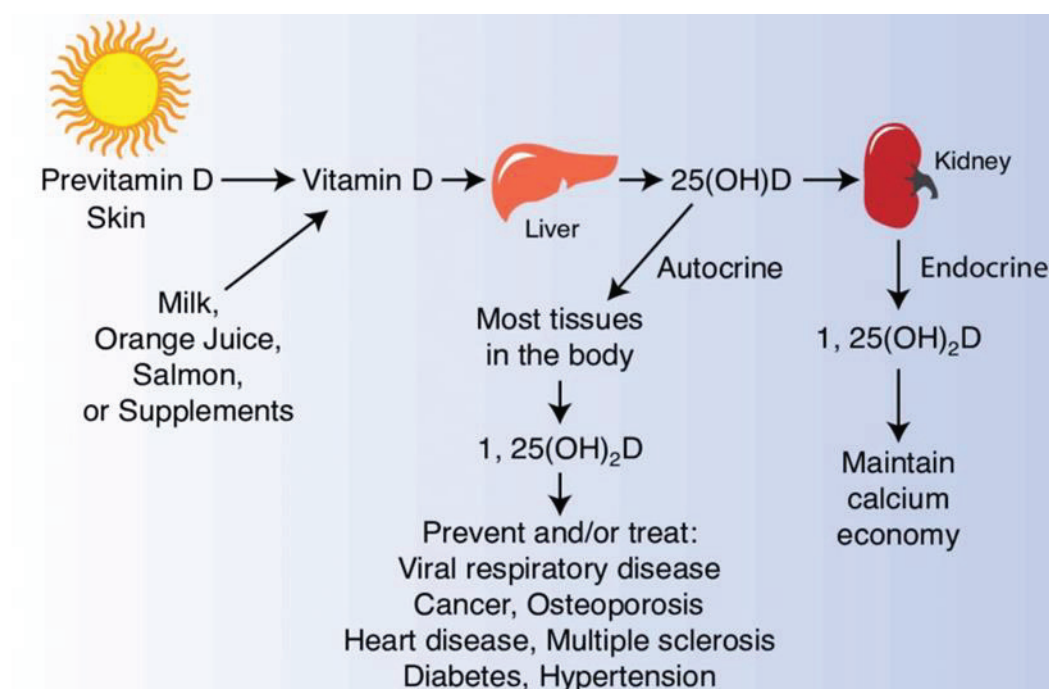 Previtamin D
Skin
Vitamin D
Liver
25(OH)D
Kidney
Milk,
Orange Juice,
Salmon,
or Supplements
Autocrine
Most tissues
in the body
1, 25(OH)₂D
Prevent and/or treat:
Viral respiratory disease
Cancer, Osteoporosis
Heart disease, Multiple sclerosis
Diabetes, Hypertension
Endocrine
1, 25(OH)₂D
Maintain
calcium
economy